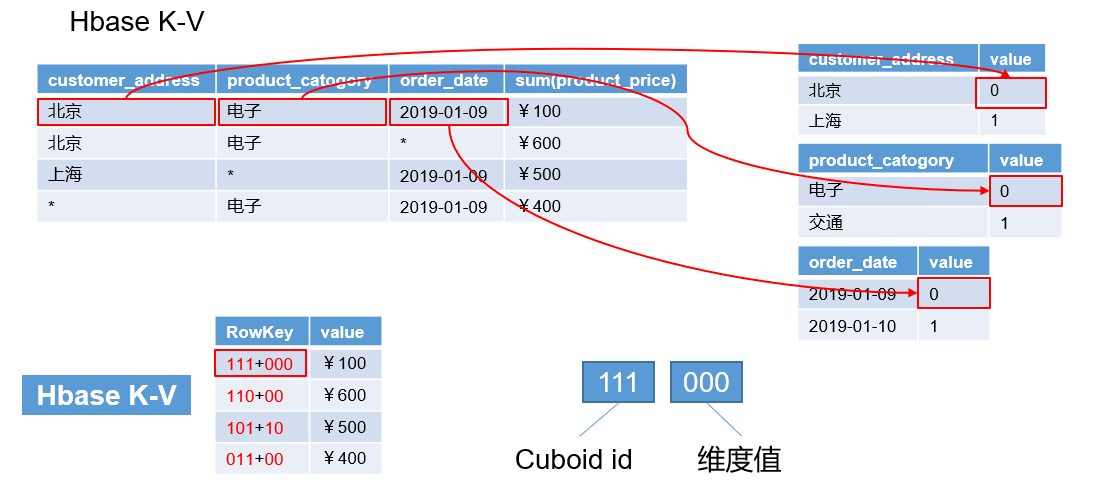 Hbase K-V
customer_address product_catogory order_date sum(product_price)
北京 电子 2019-01-09 ￥100
北京 电子 * ￥600
上海 * 2019-01-09 ￥500
* 电子 2019-01-09 ￥400
customer_address value
北京 0
上海 1
product_catogory value
电子 0
交通 1
order_date value
2019-01-09 0
2019-01-10 1
RowKey value
111+000 ￥100
110+00 ￥600
101+10 ￥500
011+00 ￥400
Hbase K-V
111 000
Cuboid id 维度值